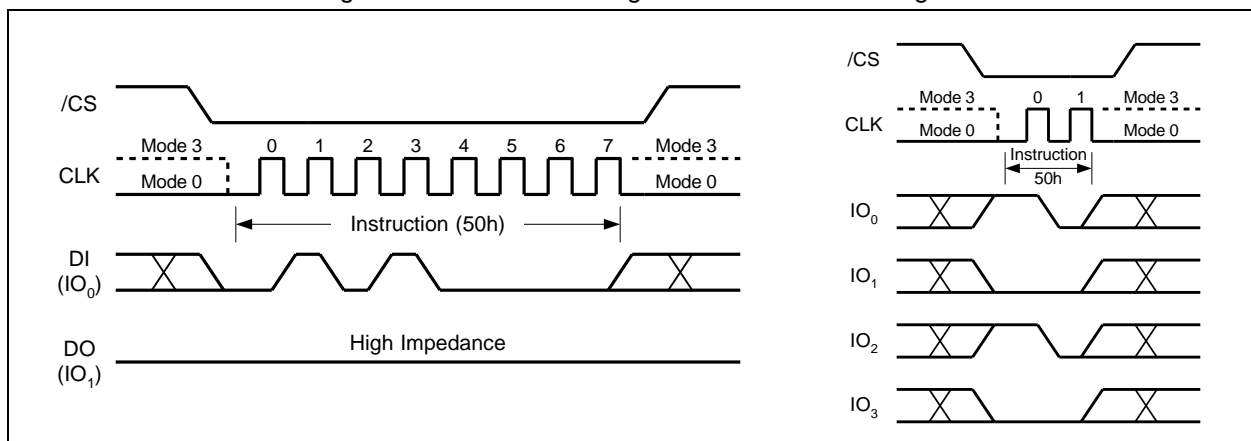 /CS
Mode 3 0 1 2 3 4 5 6 7 Mode 3
CLK
Mode 0 Mode 0
Instruction (50h)
DI
(IO0)
High Impedance
DO
(IO1)
/CS
Mode 3 0 1 Mode 3
CLK
Mode 0 Mode 0
Instruction
50h
IO0
IO1
IO2
IO3